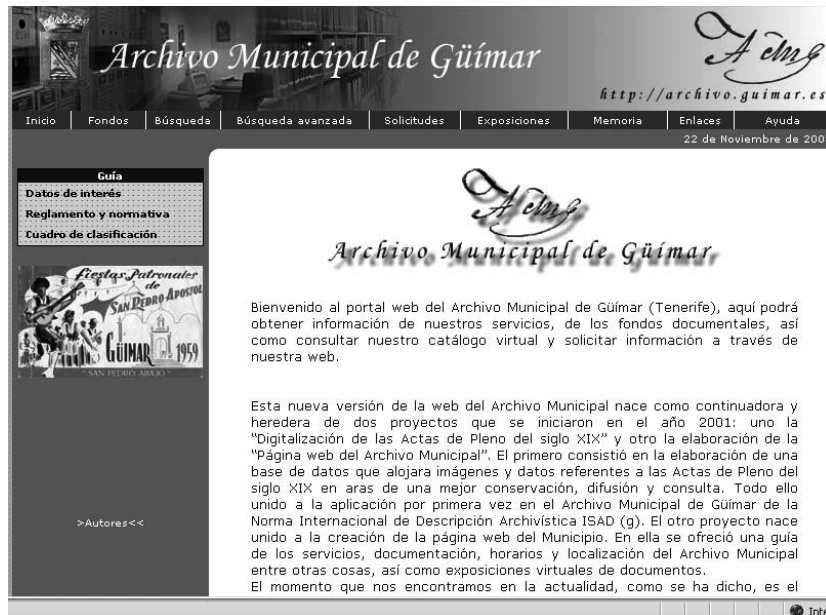 Archivo Municipal de Güímar
http://archivo.guimar.es
Inicio Fondos Búsqueda Búsqueda avanzada Solicitudes Exposiciones Memoria Enlaces Ayuda
22 de Noviembre de 200
Guía
Datos de interés
Reglamento y normativa
Cuadro de clasificación
Fiestas Patronales
de
SAN PEDRO APOSTOL
GÜIMAR 1959
"SAN PEDRO ABAJO"
>Autores<<
Archivo Municipal de Güímar
Bienvenido al portal web del Archivo Municipal de Güímar (Tenerife), aquí podrá
obtener información de nuestros servicios, de los fondos documentales, así
como consultar nuestro catálogo virtual y solicitar información a través de
nuestra web.
Esta nueva versión de la web del Archivo Municipal nace como continuadora y
heredera de dos proyectos que se iniciaron en el año 2001: uno la
"Digitalización de las Actas de Pleno del siglo XIX" y otro la elaboración de la
"Página web del Archivo Municipal". El primero consistió en la elaboración de una
base de datos que alojara imágenes y datos referentes a las Actas de Pleno del
siglo XIX en aras de una mejor conservación, difusión y consulta. Todo ello
unido a la aplicación por primera vez en el Archivo Municipal de Güímar de la
Norma Internacional de Descripción Archivística ISAD (g). El otro proyecto nace
unido a la creación de la página web del Municipio. En ella se ofreció una guía
de los servicios, documentación, horarios y localización del Archivo Municipal
entre otras cosas, así como exposiciones virtuales de documentos.
El momento que nos encontramos en la actualidad, como se ha dicho, es el
Inte